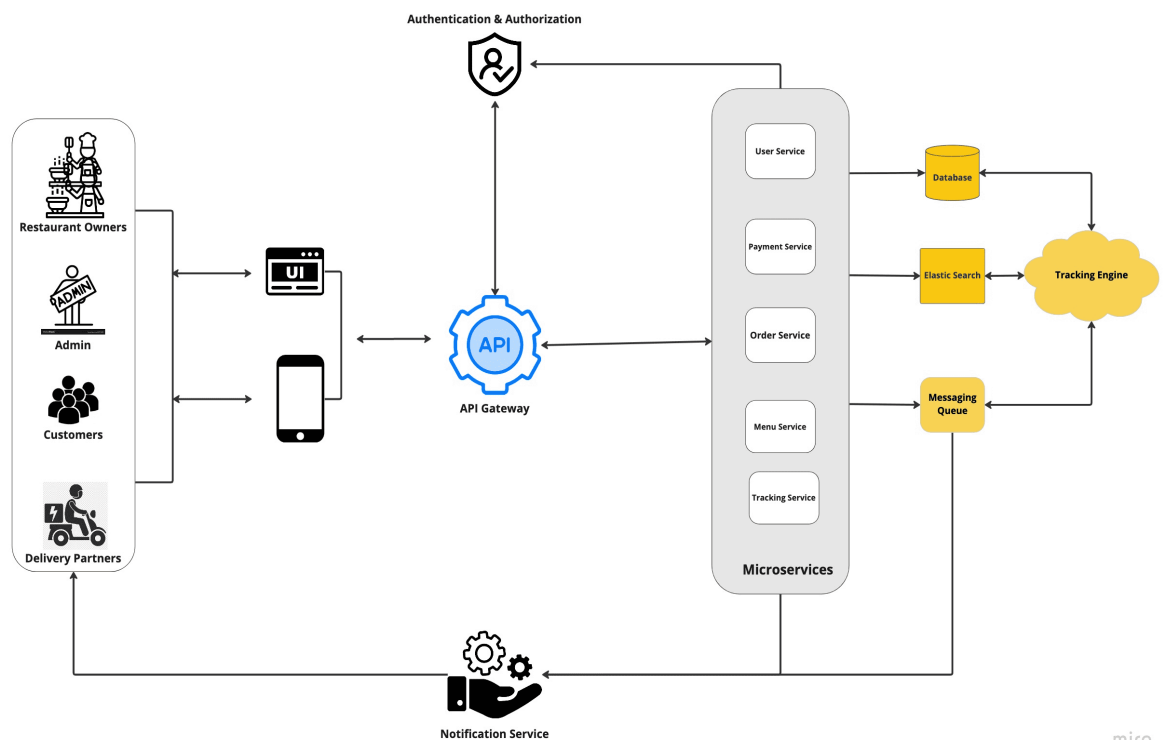 Authentication & Authorization
Restaurant Owners
ADMIN
Admin
Customers
Delivery Partners
UI
API
API Gateway
User Service
Payment Service
Order Service
Menu Service
Tracking Service
Microservices
Database
Elastic Search
Tracking Engine
Messaging
Queue
Notification Service
miro